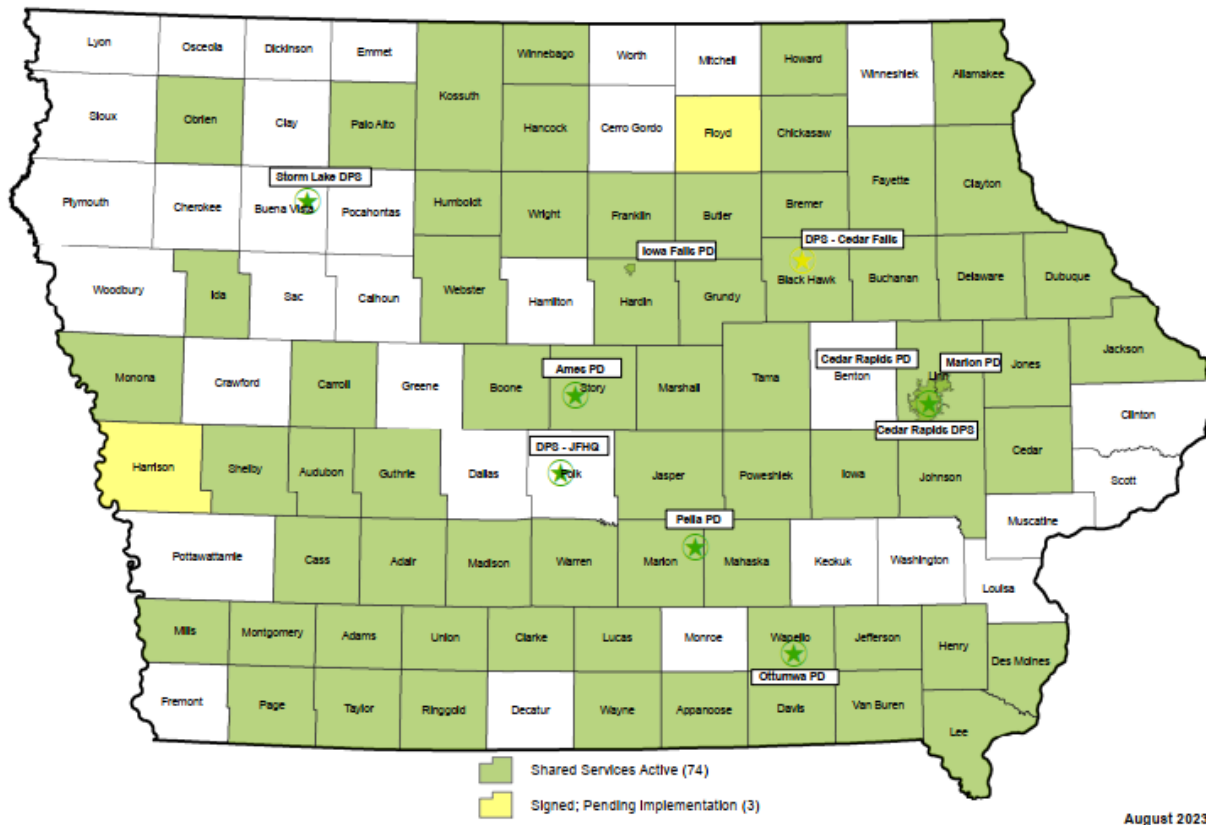 Lyon
Osceola
Dickinson
Emmet
Winnebago
Worth
Mitchell
Howard
Winneshiek
Allamakee
Kossuth
Sioux
Obrien
Clay
Palo Alto
Hancock
Cerro Gordo
Floyd
Chickasaw
Storm Lake DPS
Fayette
Clayton
Plymouth
Cherokee
Buena Vista
Pocahontas
Humboldt
Wright
Franklin
Butler
Bremer
Iowa Falls PD
DPS - Cedar Falls
Woodbury
Ida
Sac
Calhoun
Webster
Hamilton
Hardin
Grundy
Black Hawk
Buchanan
Delaware
Dubuque
Monona
Crawford
Carroll
Greene
Boone
Ames PD
Story
Marshall
Tama
Cedar Rapids PD
Benton
Marion PD
Linn
Jones
Jackson
Cedar Rapids DPS
Clinton
Harrison
Shelby
Audubon
Guthrie
Dallas
DPS - JFHQ
Polk
Jasper
Poweshiek
Iowa
Johnson
Cedar
Scott
Muscatine
Pella PD
Pottawattamie
Cass
Adair
Madison
Warren
Marion
Mahaska
Keokuk
Washington
Louisa
Mills
Montgomery
Adams
Union
Clarke
Lucas
Monroe
Wapello
Jefferson
Henry
Des Moines
Ottumwa PD
Fremont
Page
Taylor
Ringgold
Decatur
Wayne
Appanoose
Davis
Van Buren
Lee
Shared Services Active (74)
Signed; Pending Implementation (3)
August 2023